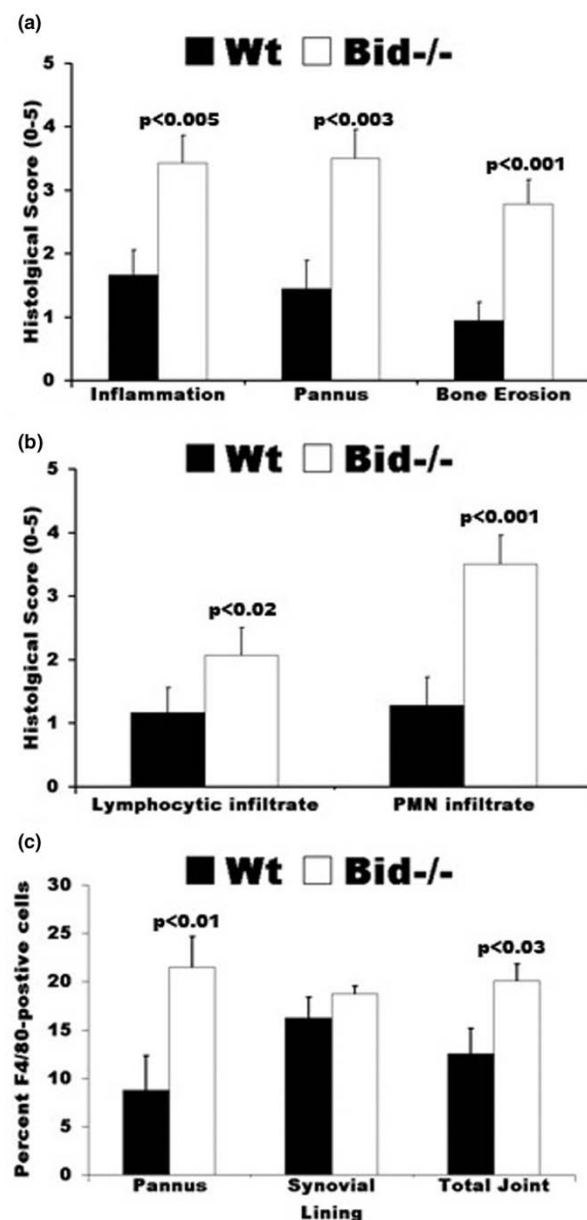 (a)
Wt Bid-/-
Histolgical Score (0-5)
5
4
3
2
1
0
p<0.005
p<0.003
p<0.001
Inflammation Pannus Bone Erosion
(b)
Wt Bid-/-
Histolgical Score (0-5)
5
4
3
2
1
0
p<0.02
p<0.001
Lymphocytic infiltrate PMN infiltrate
(c)
Wt Bid-/-
Percent F4/80-postive cells
30
25
20
15
10
5
0
p<0.01
p<0.03
Pannus Synovial Total Joint
Lining